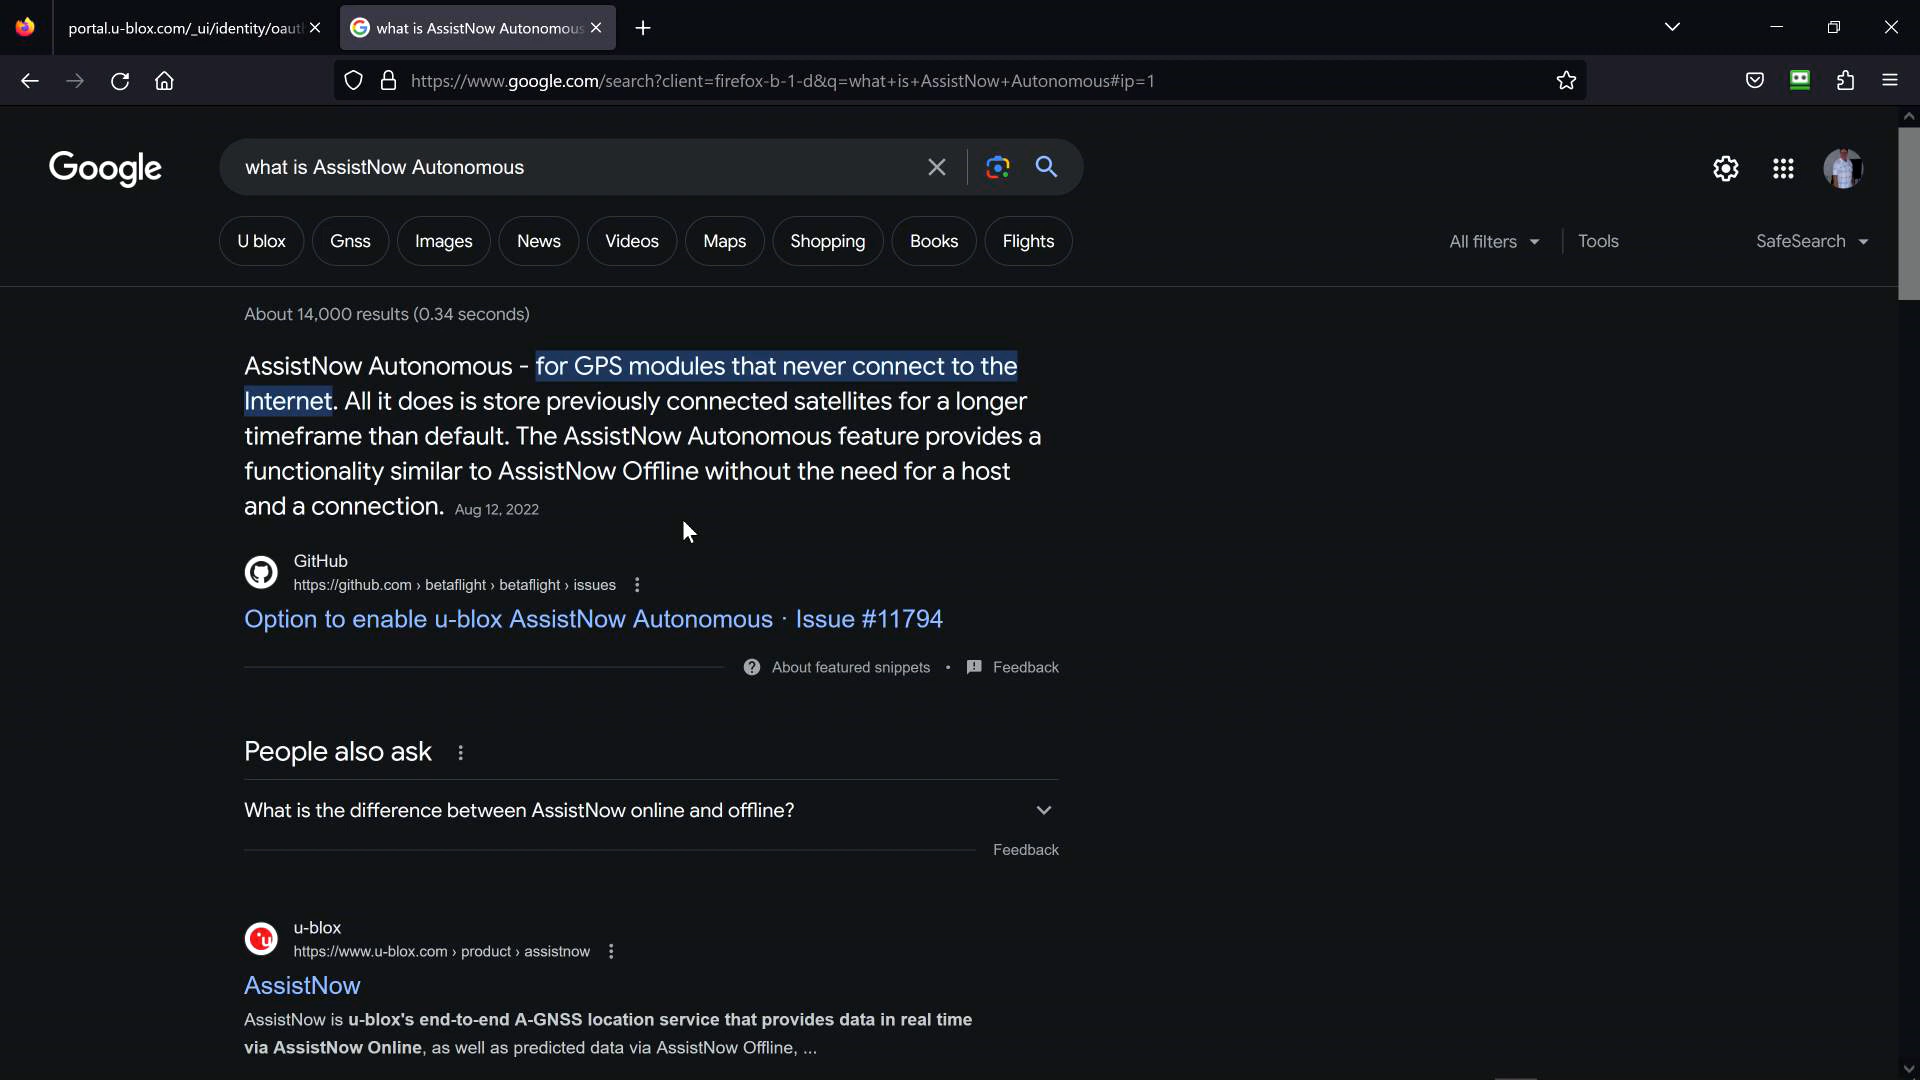 portal.u-blox.com/_ui/identity/oaut
what is AssistNow Autonomous
https://www.google.com/search?client=firefox-b-1-d&q=what+is+AssistNow+Autonomous#ip=1
Google
what is AssistNow Autonomous
U blox
Gnss
Images
News
Videos
Maps
Shopping
Books
Flights
All filters
Tools
SafeSearch
About 14,000 results (0.34 seconds)
AssistNow Autonomous - for GPS modules that never connect to the
Internet. All it does is store previously connected satellites for a longer
timeframe than default. The AssistNow Autonomous feature provides a
functionality similar to AssistNow Offline without the need for a host
and a connection. Aug 12, 2022
GitHub
https://github.com › betaflight › betaflight › issues
Option to enable u-blox AssistNow Autonomous · Issue #11794
About featured snippets • Feedback
People also ask
What is the difference between AssistNow online and offline?
Feedback
u-blox
https://www.u-blox.com › product › assistnow
AssistNow
AssistNow is u-blox's end-to-end A-GNSS location service that provides data in real time
via AssistNow Online, as well as predicted data via AssistNow Offline, ...